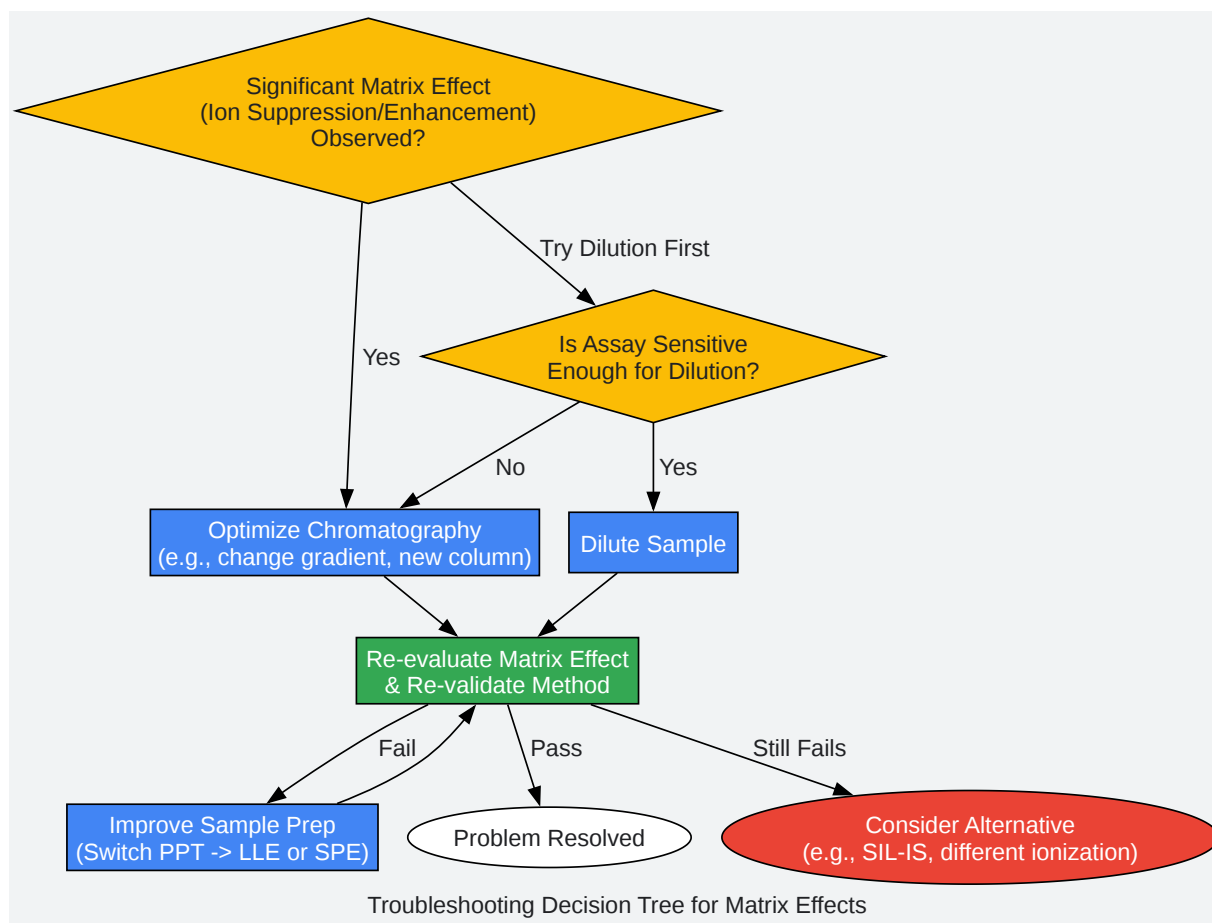 Significant Matrix Effect
(Ion Suppression/Enhancement)
Observed?
Try Dilution First
Yes
Is Assay Sensitive
Enough for Dilution?
No
Yes
Optimize Chromatography
(e.g., change gradient, new column)
Dilute Sample
Re-evaluate Matrix Effect
& Re-validate Method
Fail
Pass
Still Fails
Improve Sample Prep
(Switch PPT -> LLE or SPE)
Problem Resolved
Consider Alternative
(e.g., SIL-IS, different ionization)
Troubleshooting Decision Tree for Matrix Effects